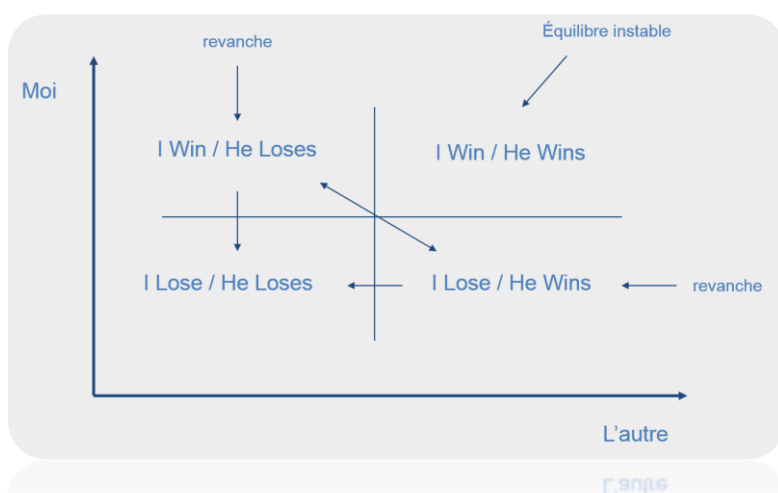 Équilibre instable
revanche
Moi
I Win / He Loses
I Win / He Wins
I Lose / He Loses
I Lose / He Wins
revanche
L'autre